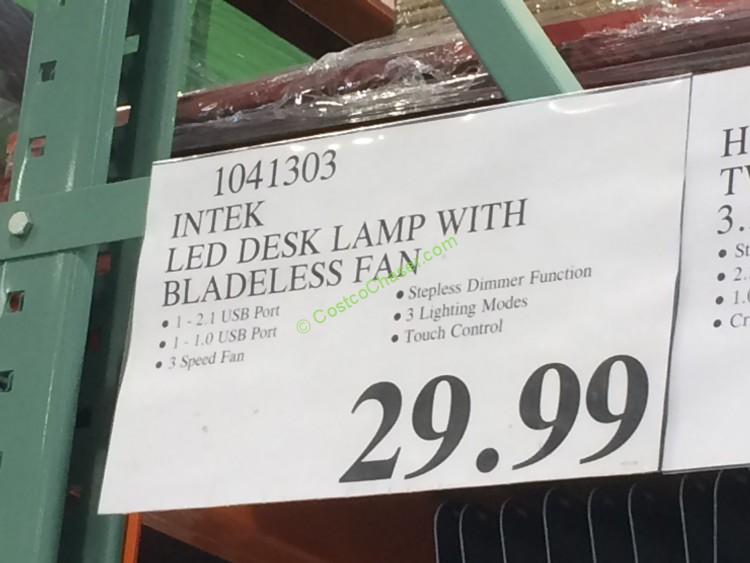 1041303
INTEK
LED DESK LAMP WITH
BLADELESS FAN
• 1 - 2.1 USB Port
• 1 - 1.0 USB Port
• 3 Speed Fan
• Stepless Dimmer Function
• 3 Lighting Modes
• Touch Control
29.99
© CostcoChaser.com
H
3.
• St
• 2.
• 1.0
• Cr